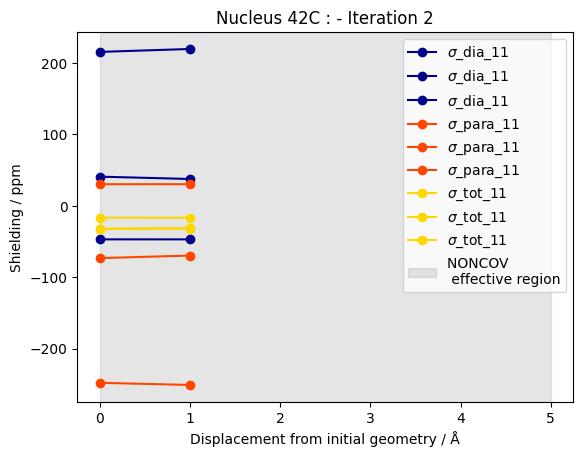 Nucleus 42C : - Iteration 2
Shielding / ppm
200
100
0
−100
−200
σ_dia_11
σ_dia_11
σ_dia_11
σ_para_11
σ_para_11
σ_para_11
σ_tot_11
σ_tot_11
σ_tot_11
NONCOV
effective region
0 1 2 3 4 5
Displacement from initial geometry / Å